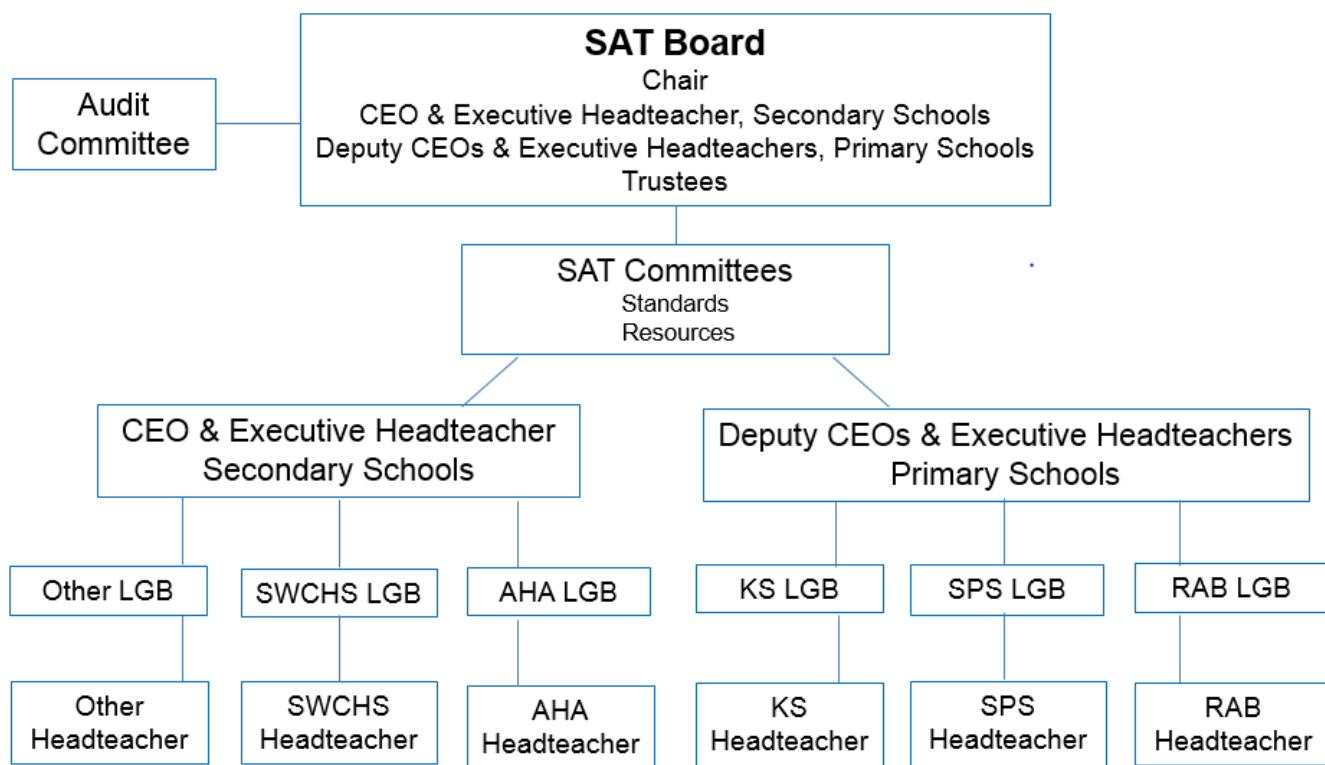 SAT Board
Chair
CEO & Executive Headteacher, Secondary Schools
Deputy CEOs & Executive Headteachers, Primary Schools
Trustees
Audit
Committee
SAT Committees
Standards
Resources
CEO & Executive Headteacher
Secondary Schools
Deputy CEOs & Executive Headteachers
Primary Schools
Other LGB
SWCHS LGB
AHA LGB
KS LGB
SPS LGB
RAB LGB
Other
Headteacher
SWCHS
Headteacher
AHA
Headteacher
KS
Headteacher
SPS
Headteacher
RAB
Headteacher